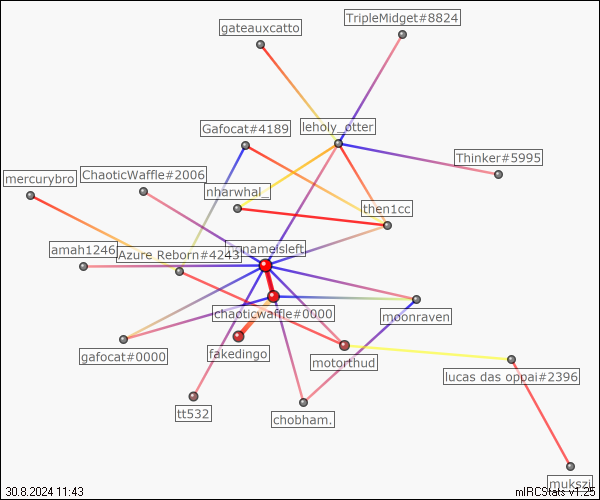 TripleMidget#8824
gateauxcatto
Gafocat#4189
leholy_otter
Thinker#5995
ChaoticWaffle#2006
mercurybro
nharwhal_
then1cc
amah1246
Azure Reborn#4243
nonameisleft
chaoticwaffle#0000
moonraven
gafocat#0000
fakedingo
motorthud
lucas das oppai#2396
tt532
chobham.
mukszi
30.8.2024 11:43
mIRCStats v1.25